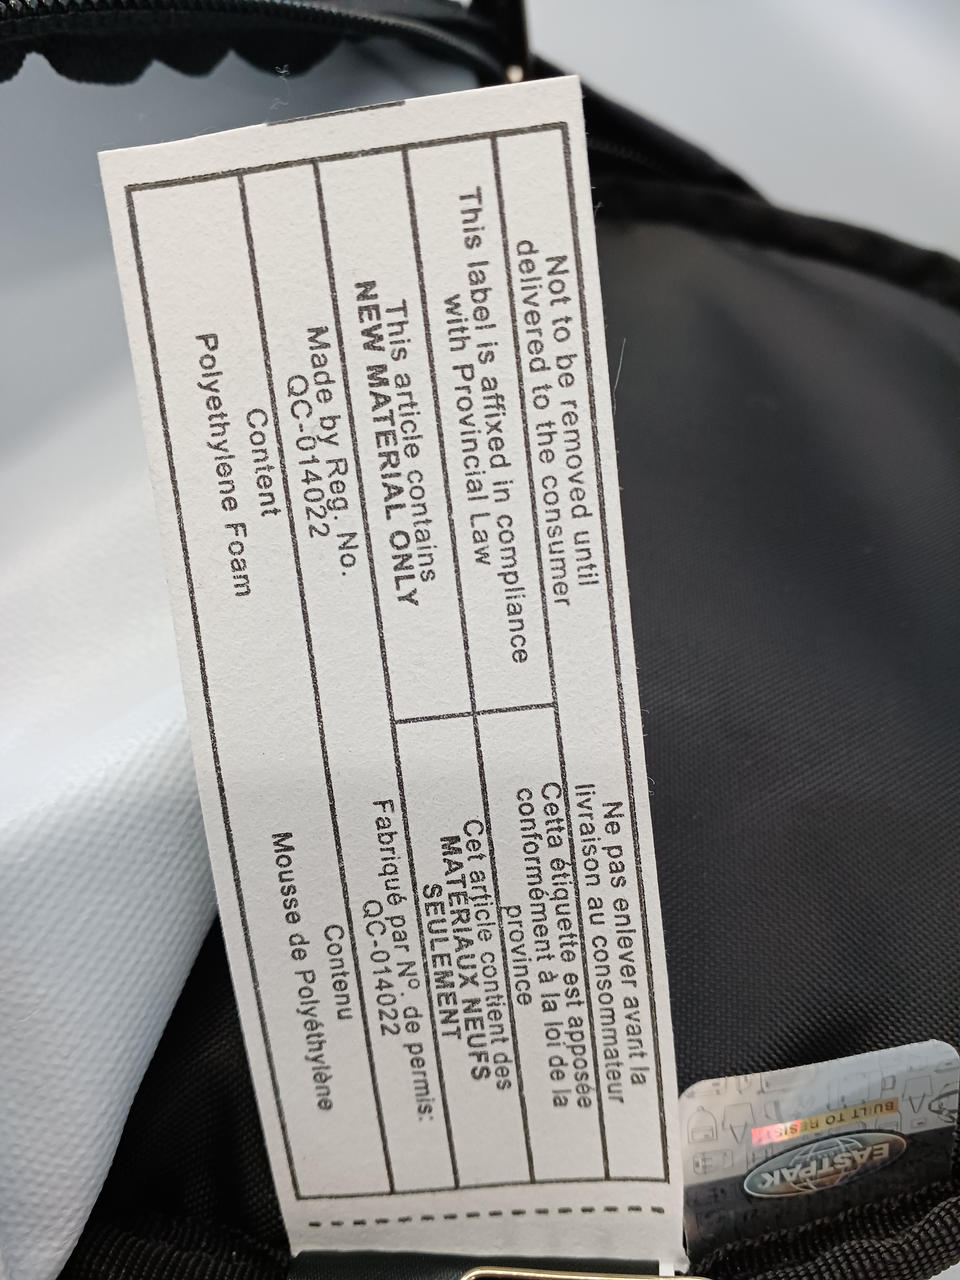 Not to be removed until
delivered to the consumer
Ne pas enlever avant la
livraison au consommateur
This label is affixed in compliance
with Provincial Law
Cetta étiquette est apposée
conformément à la loi de la
province
This article contains
NEW MATERIAL ONLY
Cet article contient des
MATÉRIAUX NEUFS
SEULEMENT
Made by Reg. No.
QC-014022
Fabriqué par Nº. de permis:
QC-014022
Content
Polyethylene Foam
Contenu
Mousse de Polyéthylène
BUILT TO RESIST
EASTPAK